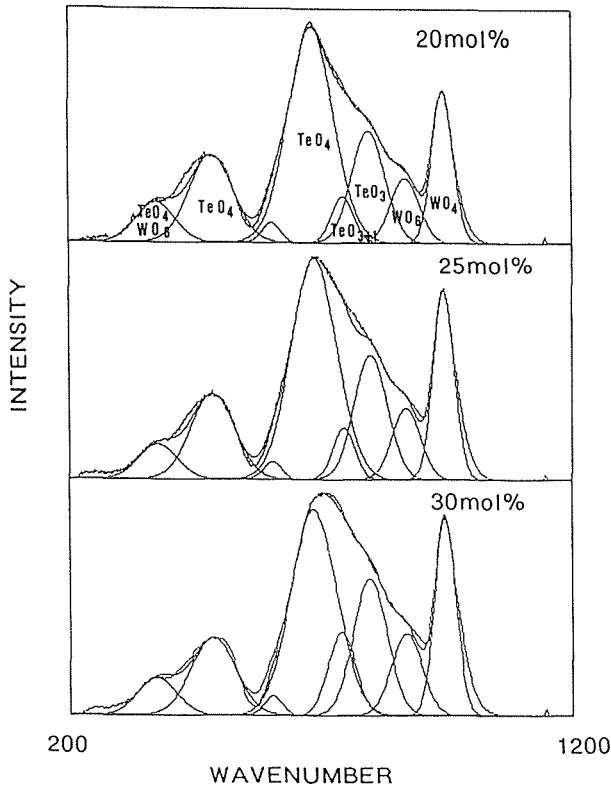 20mol%
TeO₄
TeO₄
WO₆
TeO₄
TeO₃₊₁
TeO₃
WO₆
WO₄
25mol%
30mol%
INTENSITY
200
1200
WAVENUMBER